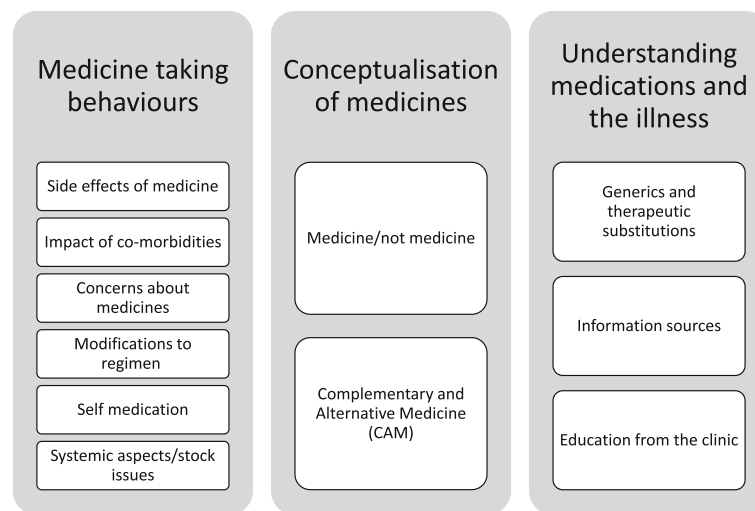 Medicine taking
behaviours
Side effects of medicine
Impact of co-morbidities
Concerns about
medicines
Modifications to
regimen
Self medication
Systemic aspects/stock
issues
Conceptualisation
of medicines
Medicine/not medicine
Complementary and
Alternative Medicine
(CAM)
Understanding
medications and
the illness
Generics and
therapeutic
substitutions
Information sources
Education from the clinic